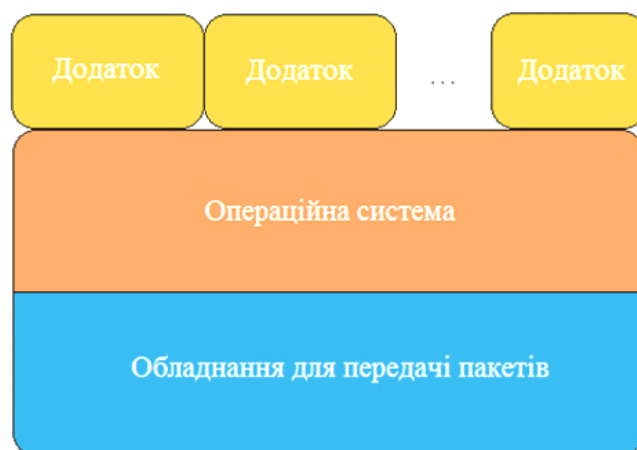 Додаток Додаток ... Додаток
Операційна система
Обладнання для передачі пакетів